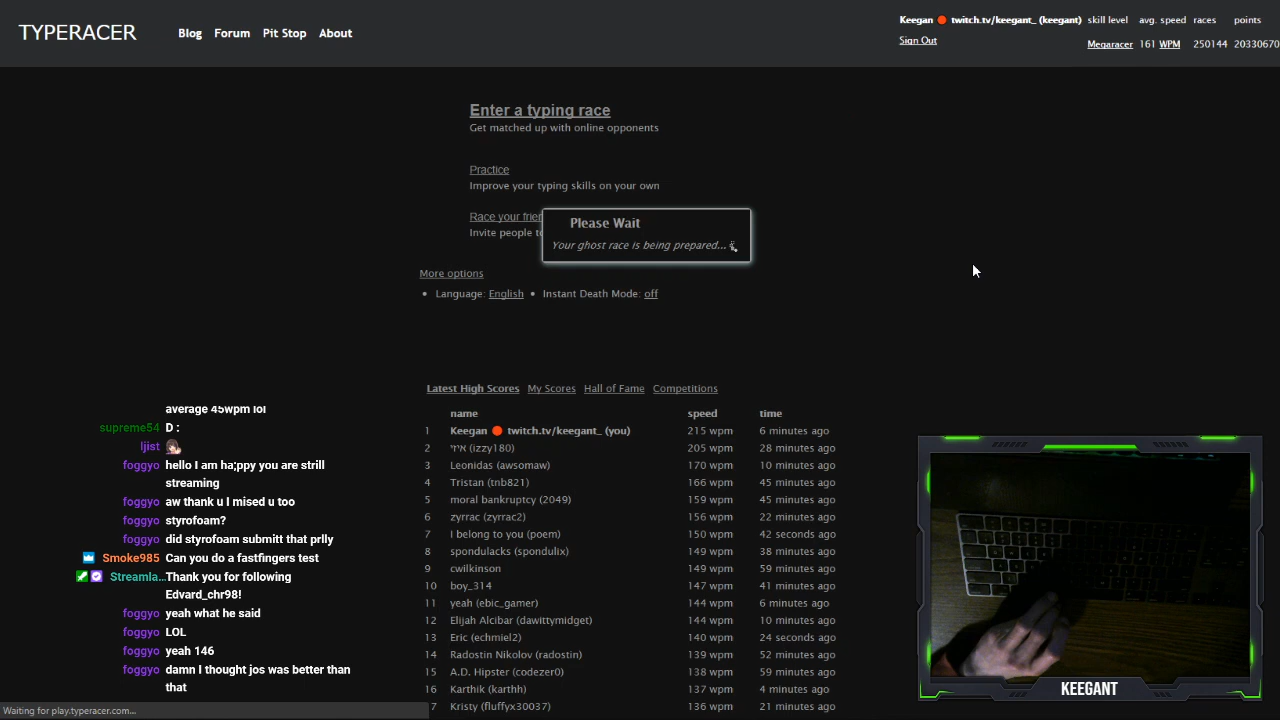 TYPERACER
Blog Forum Pit Stop About
Keegan twitch.tv/keegant_ (keegant) skill level avg. speed races points
Sign Out
Megaracer 161 WPM 250144 20330670
Enter a typing race
Get matched up with online opponents
Practice
Improve your typing skills on your own
Race your frien
Invite people to
Please Wait
Your ghost race is being prepared...
More options
• Language: English • Instant Death Mode: off
Latest High Scores My Scores Hall of Fame Competitions
name speed time
1 Keegan twitch.tv/keegant_ (you) 215 wpm 6 minutes ago
2 איזי (izzy180) 205 wpm 28 minutes ago
3 Leonidas (awsomaw) 170 wpm 10 minutes ago
4 Tristan (tnb821) 166 wpm 45 minutes ago
5 moral bankruptcy (2049) 159 wpm 45 minutes ago
6 zyrrac (zyrrac2) 156 wpm 22 minutes ago
7 I belong to you (poem) 150 wpm 42 seconds ago
8 spondulacks (spondulix) 149 wpm 38 minutes ago
9 cwilkinson 149 wpm 59 minutes ago
10 boy_314 147 wpm 41 minutes ago
11 yeah (ebic_gamer) 144 wpm 6 minutes ago
12 Elijah Alcibar (dawittymidget) 144 wpm 10 minutes ago
13 Eric (echmiel2) 140 wpm 24 seconds ago
14 Radostin Nikolov (radostin) 139 wpm 52 minutes ago
15 A.D. Hipster (codezer0) 138 wpm 59 minutes ago
16 Karthik (karthh) 137 wpm 4 minutes ago
7 Kristy (fluffyx30037) 136 wpm 21 minutes ago
average 45wpm lol
supreme54 D :
ljist
foggyo hello I am ha;ppy you are strill
streaming
foggyo aw thank u I mised u too
foggyo styrofoam?
foggyo did styrofoam submitt that prlly
Smoke985 Can you do a fastfingers test
Streamla... Thank you for following
Edvard_chr98!
foggyo yeah what he said
foggyo LOL
foggyo yeah 146
foggyo damn I thought jos was better than
that
Waiting for play.typeracer.com...
KEEGANT